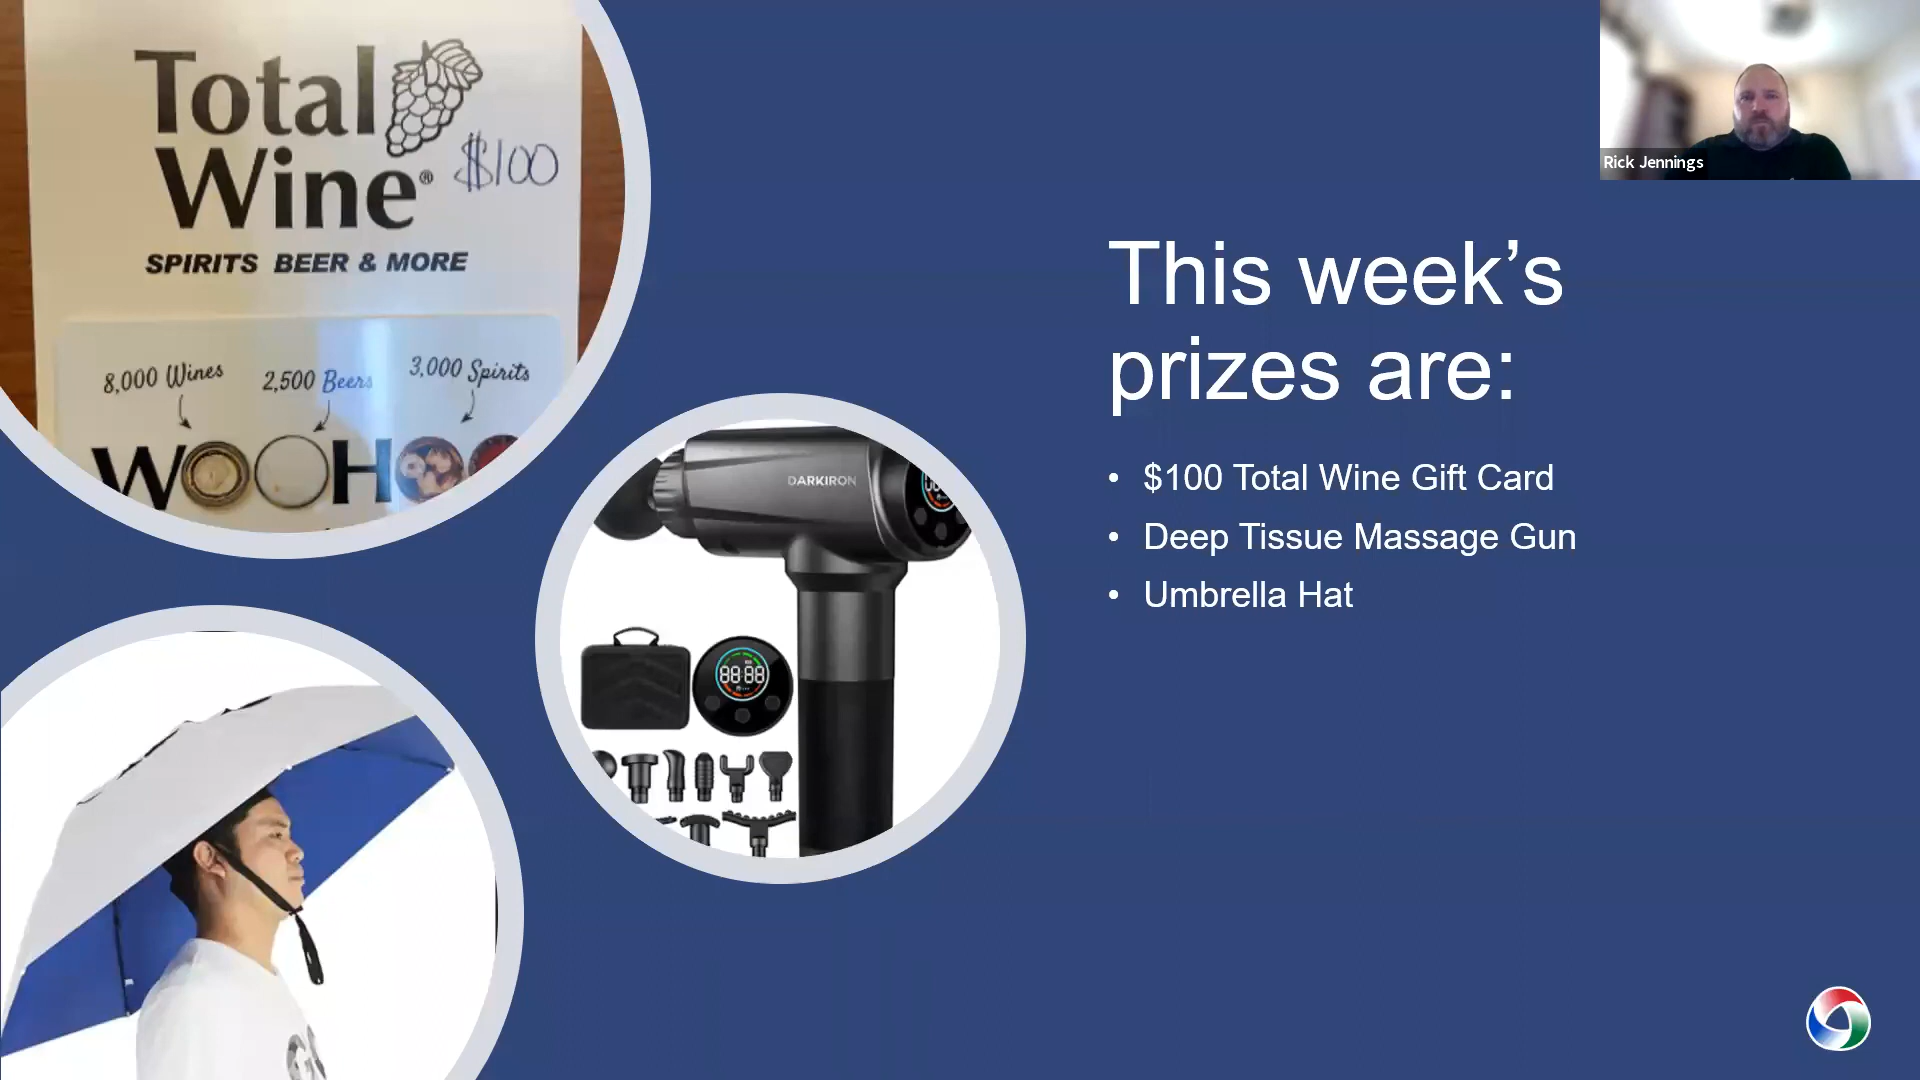 Total
Wine® $100
SPIRITS BEER & MORE
8,000 Wines
2,500 Beers
3,000 Spirits
WOOH
DARKIRON
88:88
This week’s
prizes are:
• $100 Total Wine Gift Card
• Deep Tissue Massage Gun
• Umbrella Hat
Rick Jennings